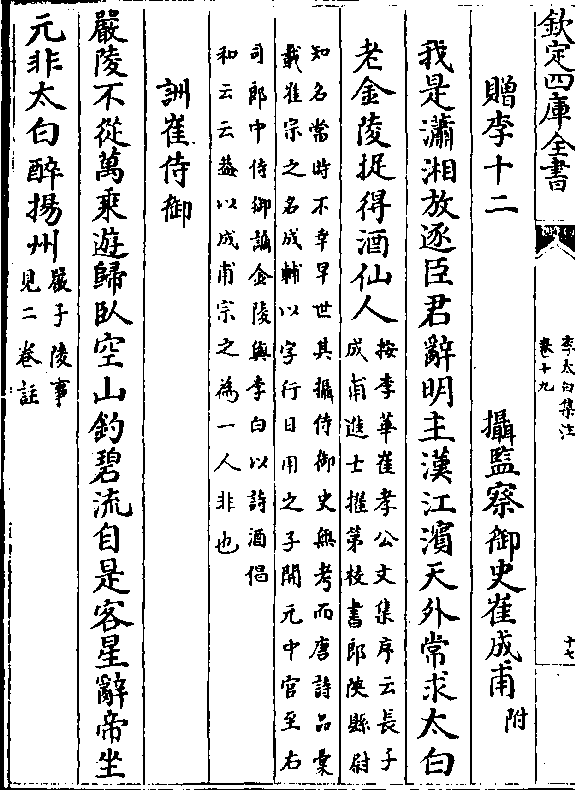 欽定四庫全書
李太白集注
卷十九
十七
贈李十二
攝監察御史崔成甫附
我是瀟湘放逐臣君辭明主漢江濱天外常求太白
老金陵捉得酒仙人
按李華崔孝公文集序云長子
成甫進士擢第校書郎陝縣尉
知名當時不幸早世其攝侍御史無考而唐詩品彙
載崔宗之名成輔以字行日用之子開元中官至右
司郎中侍御謫金陵與李白以詩酒倡
和云云蓋以成甫宗之為一人非也
詶崔侍御
嚴陵不從萬乘遊歸臥空山釣碧流自是客星辭帝坐
元非太白醉揚州
嚴子陵事
見二卷註